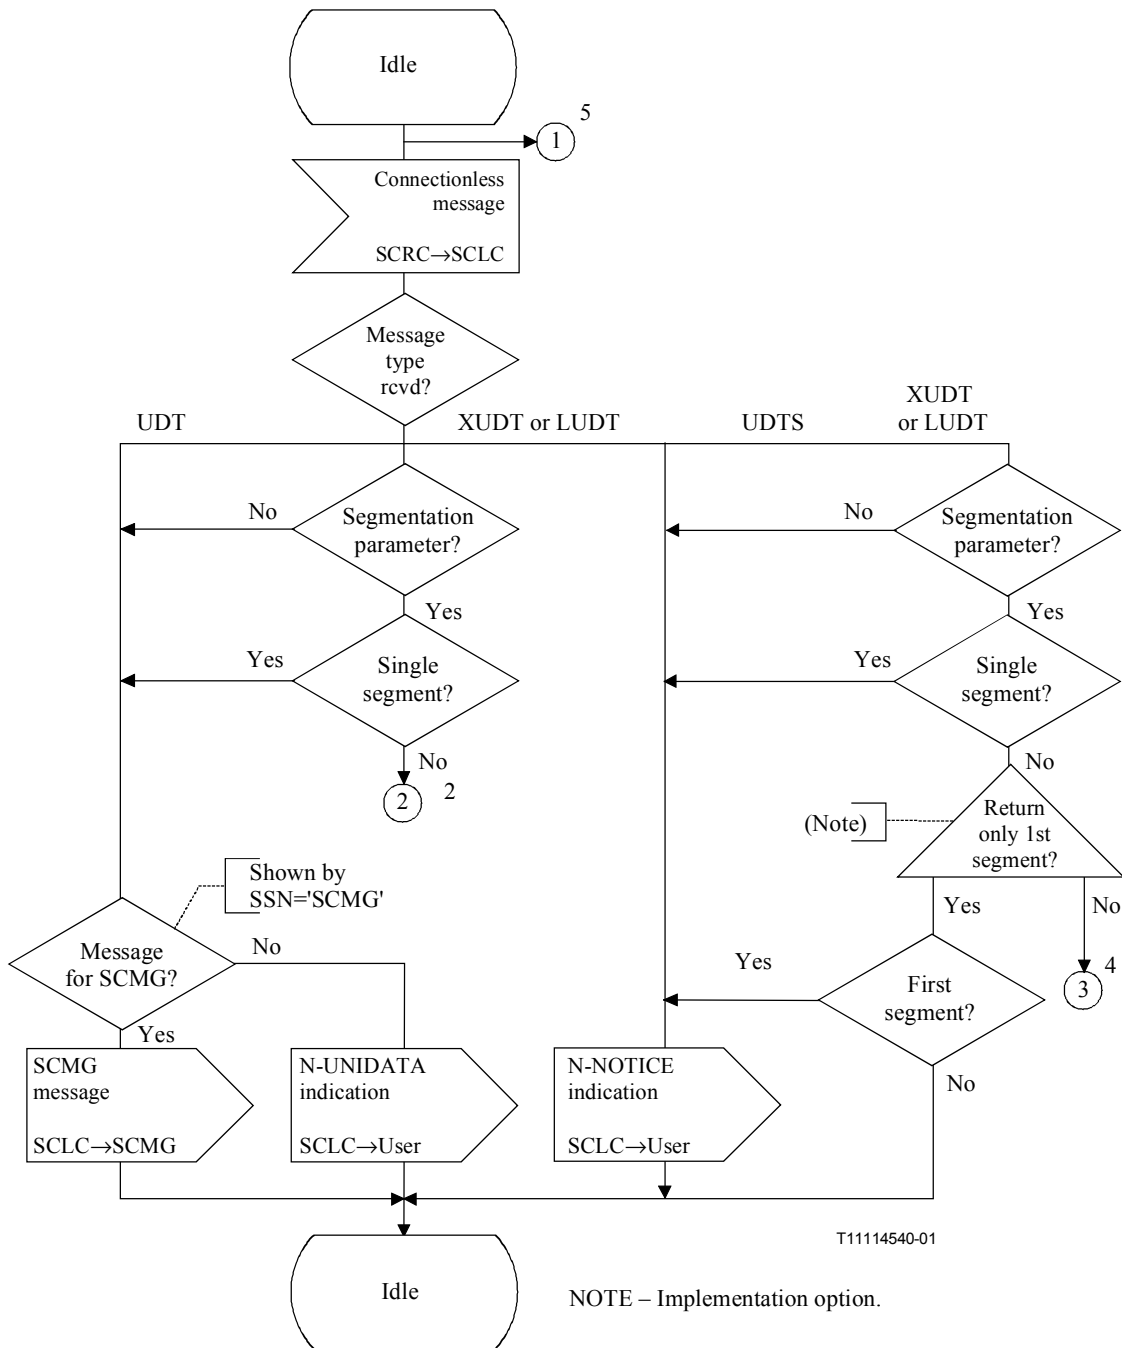 Idle
5
1
Connectionless
message
SCRC→SCLC
Message
type
rcvd?
UDT
XUDT or LUDT
UDTS
XUDT
or LUDT
No
Segmentation
parameter?
No
Segmentation
parameter?
Yes
Yes
Yes
Single
segment?
Yes
Single
segment?
No
No
2
2
(Note)
Return
only 1st
segment?
Shown by
SSN='SCMG'
Yes
No
Message
for SCMG?
No
Yes
First
segment?
4
3
Yes
No
SCMG
message
SCLC→SCMG
N-UNIDATA
indication
SCLC→User
N-NOTICE
indication
SCLC→User
T11114540-01
Idle
NOTE – Implementation option.